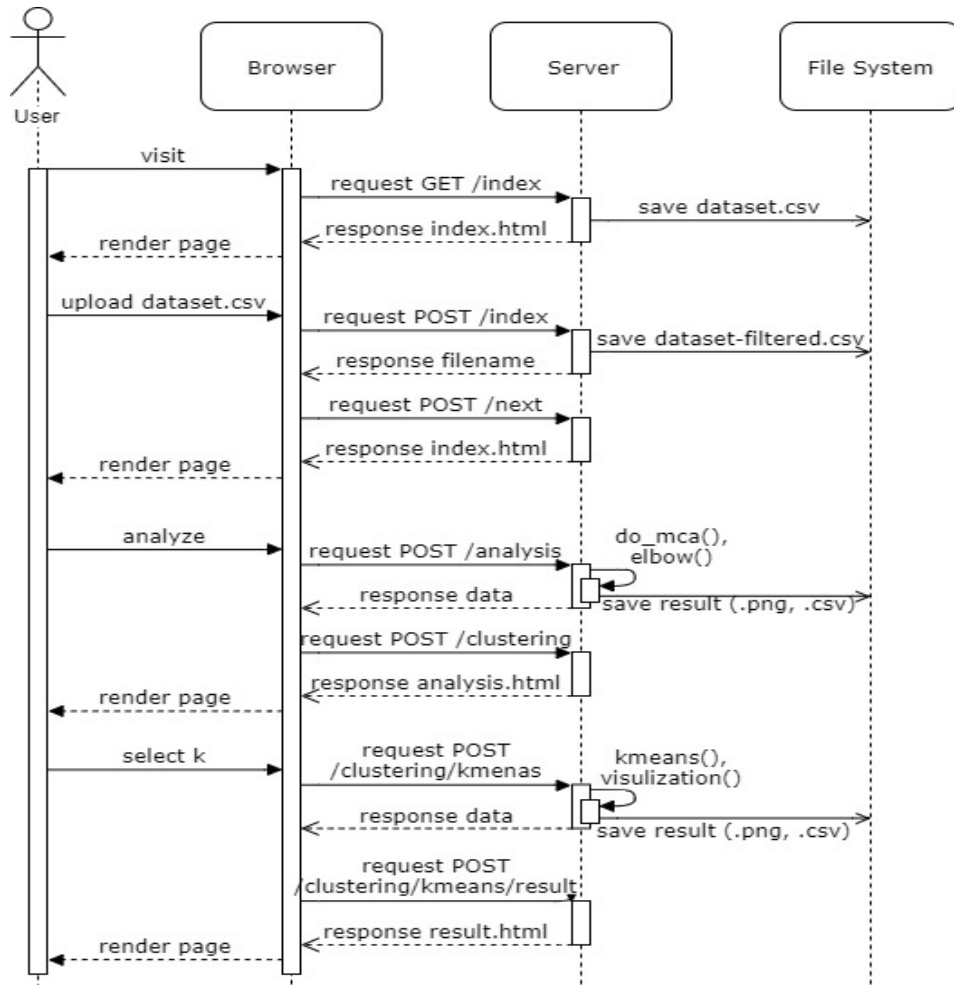 Browser
Server
File System
User
visit
request GET /index
save dataset.csv
response index.html
render page
upload dataset.csv
request POST /index
save dataset-filtered.csv
response filename
request POST /next
response index.html
render page
analyze
do_mca(),
elbow()
request POST /analysis
response data
save result (.png, .csv)
request POST /clustering
response analysis.html
render page
select k
request POST
/clustering/kmenas
kmeans(),
visulization()
response data
save result (.png, .csv)
request POST
/clustering/kmeans/result
response result.html
render page